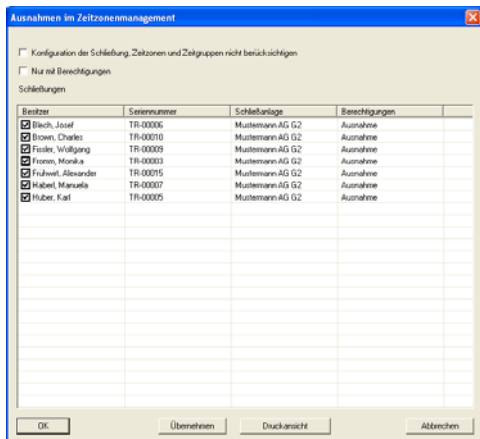 Ausnahmen im Zeitzonenmanagement
Konfiguration der Schließung, Zeitzonen und Zeitgruppen nicht berücksichtigen
Nur mit Berechtigungen
Schließungen
Besitzer Seriennummer Schließanlage Berechtigungen
Blech, Josef TR-00006 Mustermann AG G2 Ausnahme
Brown, Charles TR-00010 Mustermann AG G2 Ausnahme
Fissler, Wolfgang TR-00009 Mustermann AG G2 Ausnahme
Fromm, Monika TR-00003 Mustermann AG G2 Ausnahme
Fruhwirt, Alexander TR-00015 Mustermann AG G2 Ausnahme
Haberl, Manuela TR-00007 Mustermann AG G2 Ausnahme
Huber, Karl TR-00005 Mustermann AG G2 Ausnahme
OK Übernehmen Druckansicht Abbrechen